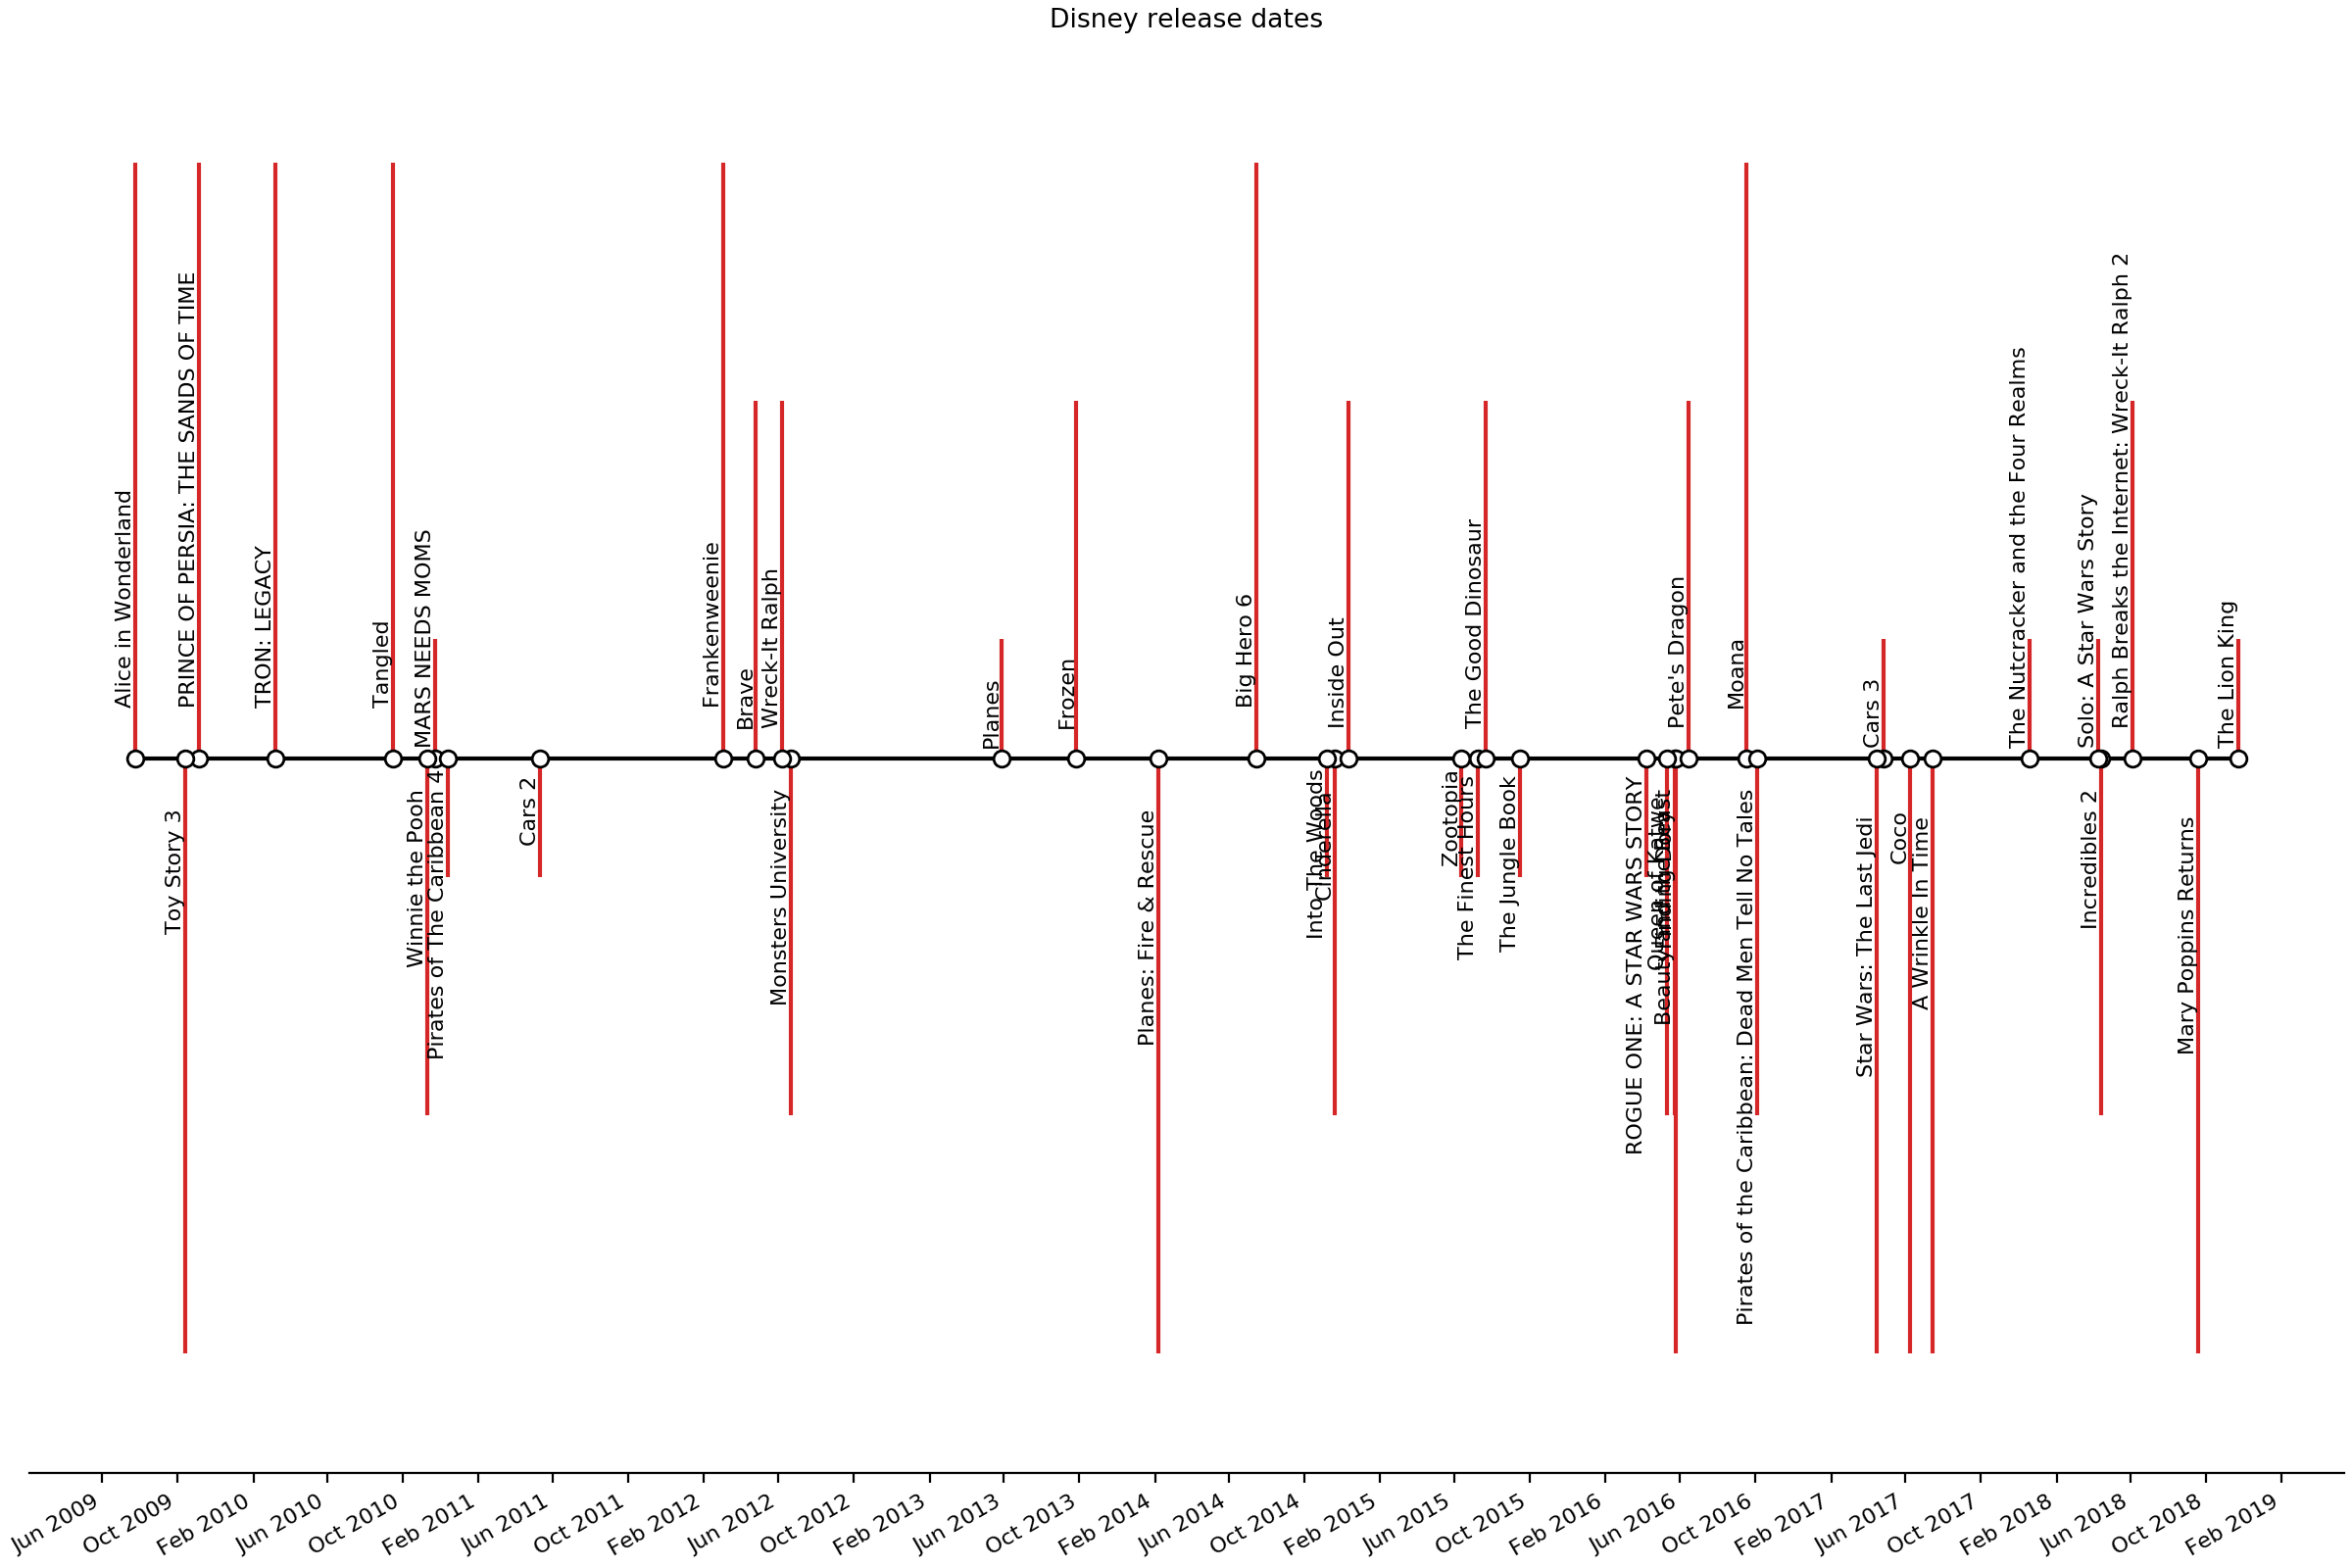 Disney release dates
Alice in Wonderland
PRINCE OF PERSIA: THE SANDS OF TIME
TRON: LEGACY
Tangled
MARS NEEDS MOMS
Frankenweenie
Brave
Wreck-It Ralph
Planes
Frozen
Big Hero 6
Inside Out
The Good Dinosaur
Pete's Dragon
Moana
Cars 3
The Nutcracker and the Four Realms
Solo: A Star Wars Story
Ralph Breaks the Internet: Wreck-It Ralph 2
The Lion King
Toy Story 3
Winnie the Pooh
Pirates of The Caribbean 4
Cars 2
Monsters University
Planes: Fire & Rescue
Into The Woods
Cinderella
Zootopia
The Finest Hours
The Jungle Book
ROGUE ONE: A STAR WARS STORY
Queen of Katwe
Pirates of the Caribbean: Dead Men Tell No Tales
Star Wars: The Last Jedi
Coco
A Wrinkle In Time
Incredibles 2
Mary Poppins Returns
Jun 2009
Oct 2009
Feb 2010
Jun 2010
Oct 2010
Feb 2011
Jun 2011
Oct 2011
Feb 2012
Jun 2012
Oct 2012
Feb 2013
Jun 2013
Oct 2013
Feb 2014
Jun 2014
Oct 2014
Feb 2015
Jun 2015
Oct 2015
Feb 2016
Jun 2016
Oct 2016
Feb 2017
Jun 2017
Oct 2017
Feb 2018
Jun 2018
Oct 2018
Feb 2019